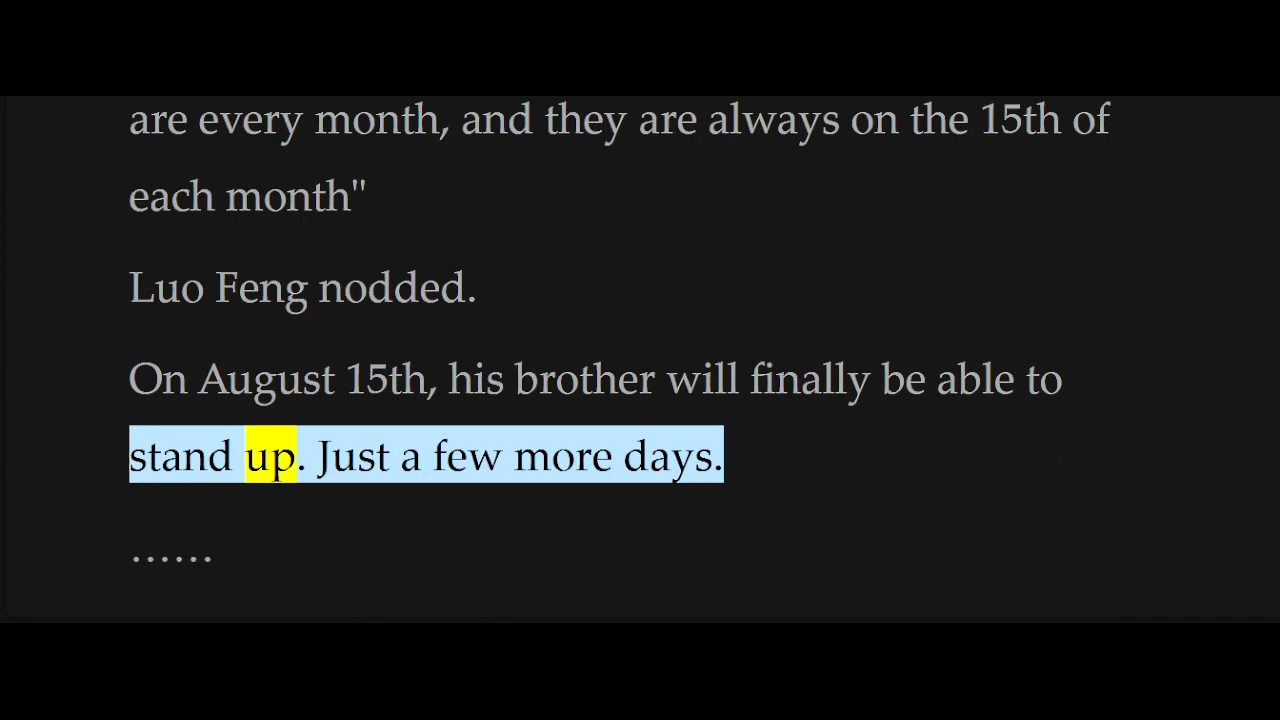 are every month, and they are always on the 15th of
each month"
Luo Feng nodded.
On August 15th, his brother will finally be able to
stand up. Just a few more days.
……